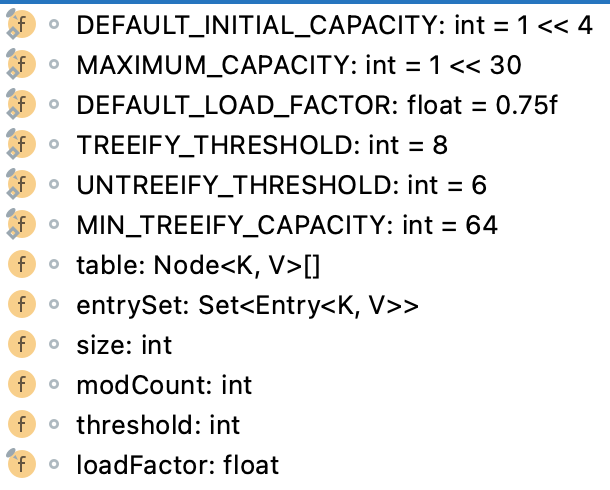 DEFAULT_INITIAL_CAPACITY: int = 1 << 4
MAXIMUM_CAPACITY: int = 1 << 30
DEFAULT_LOAD_FACTOR: float = 0.75f
TREEIFY_THRESHOLD: int = 8
UNTREEIFY_THRESHOLD: int = 6
MIN_TREEIFY_CAPACITY: int = 64
table: Node<K, V>[]
entrySet: Set<Entry<K, V>>
size: int
modCount: int
threshold: int
loadFactor: float